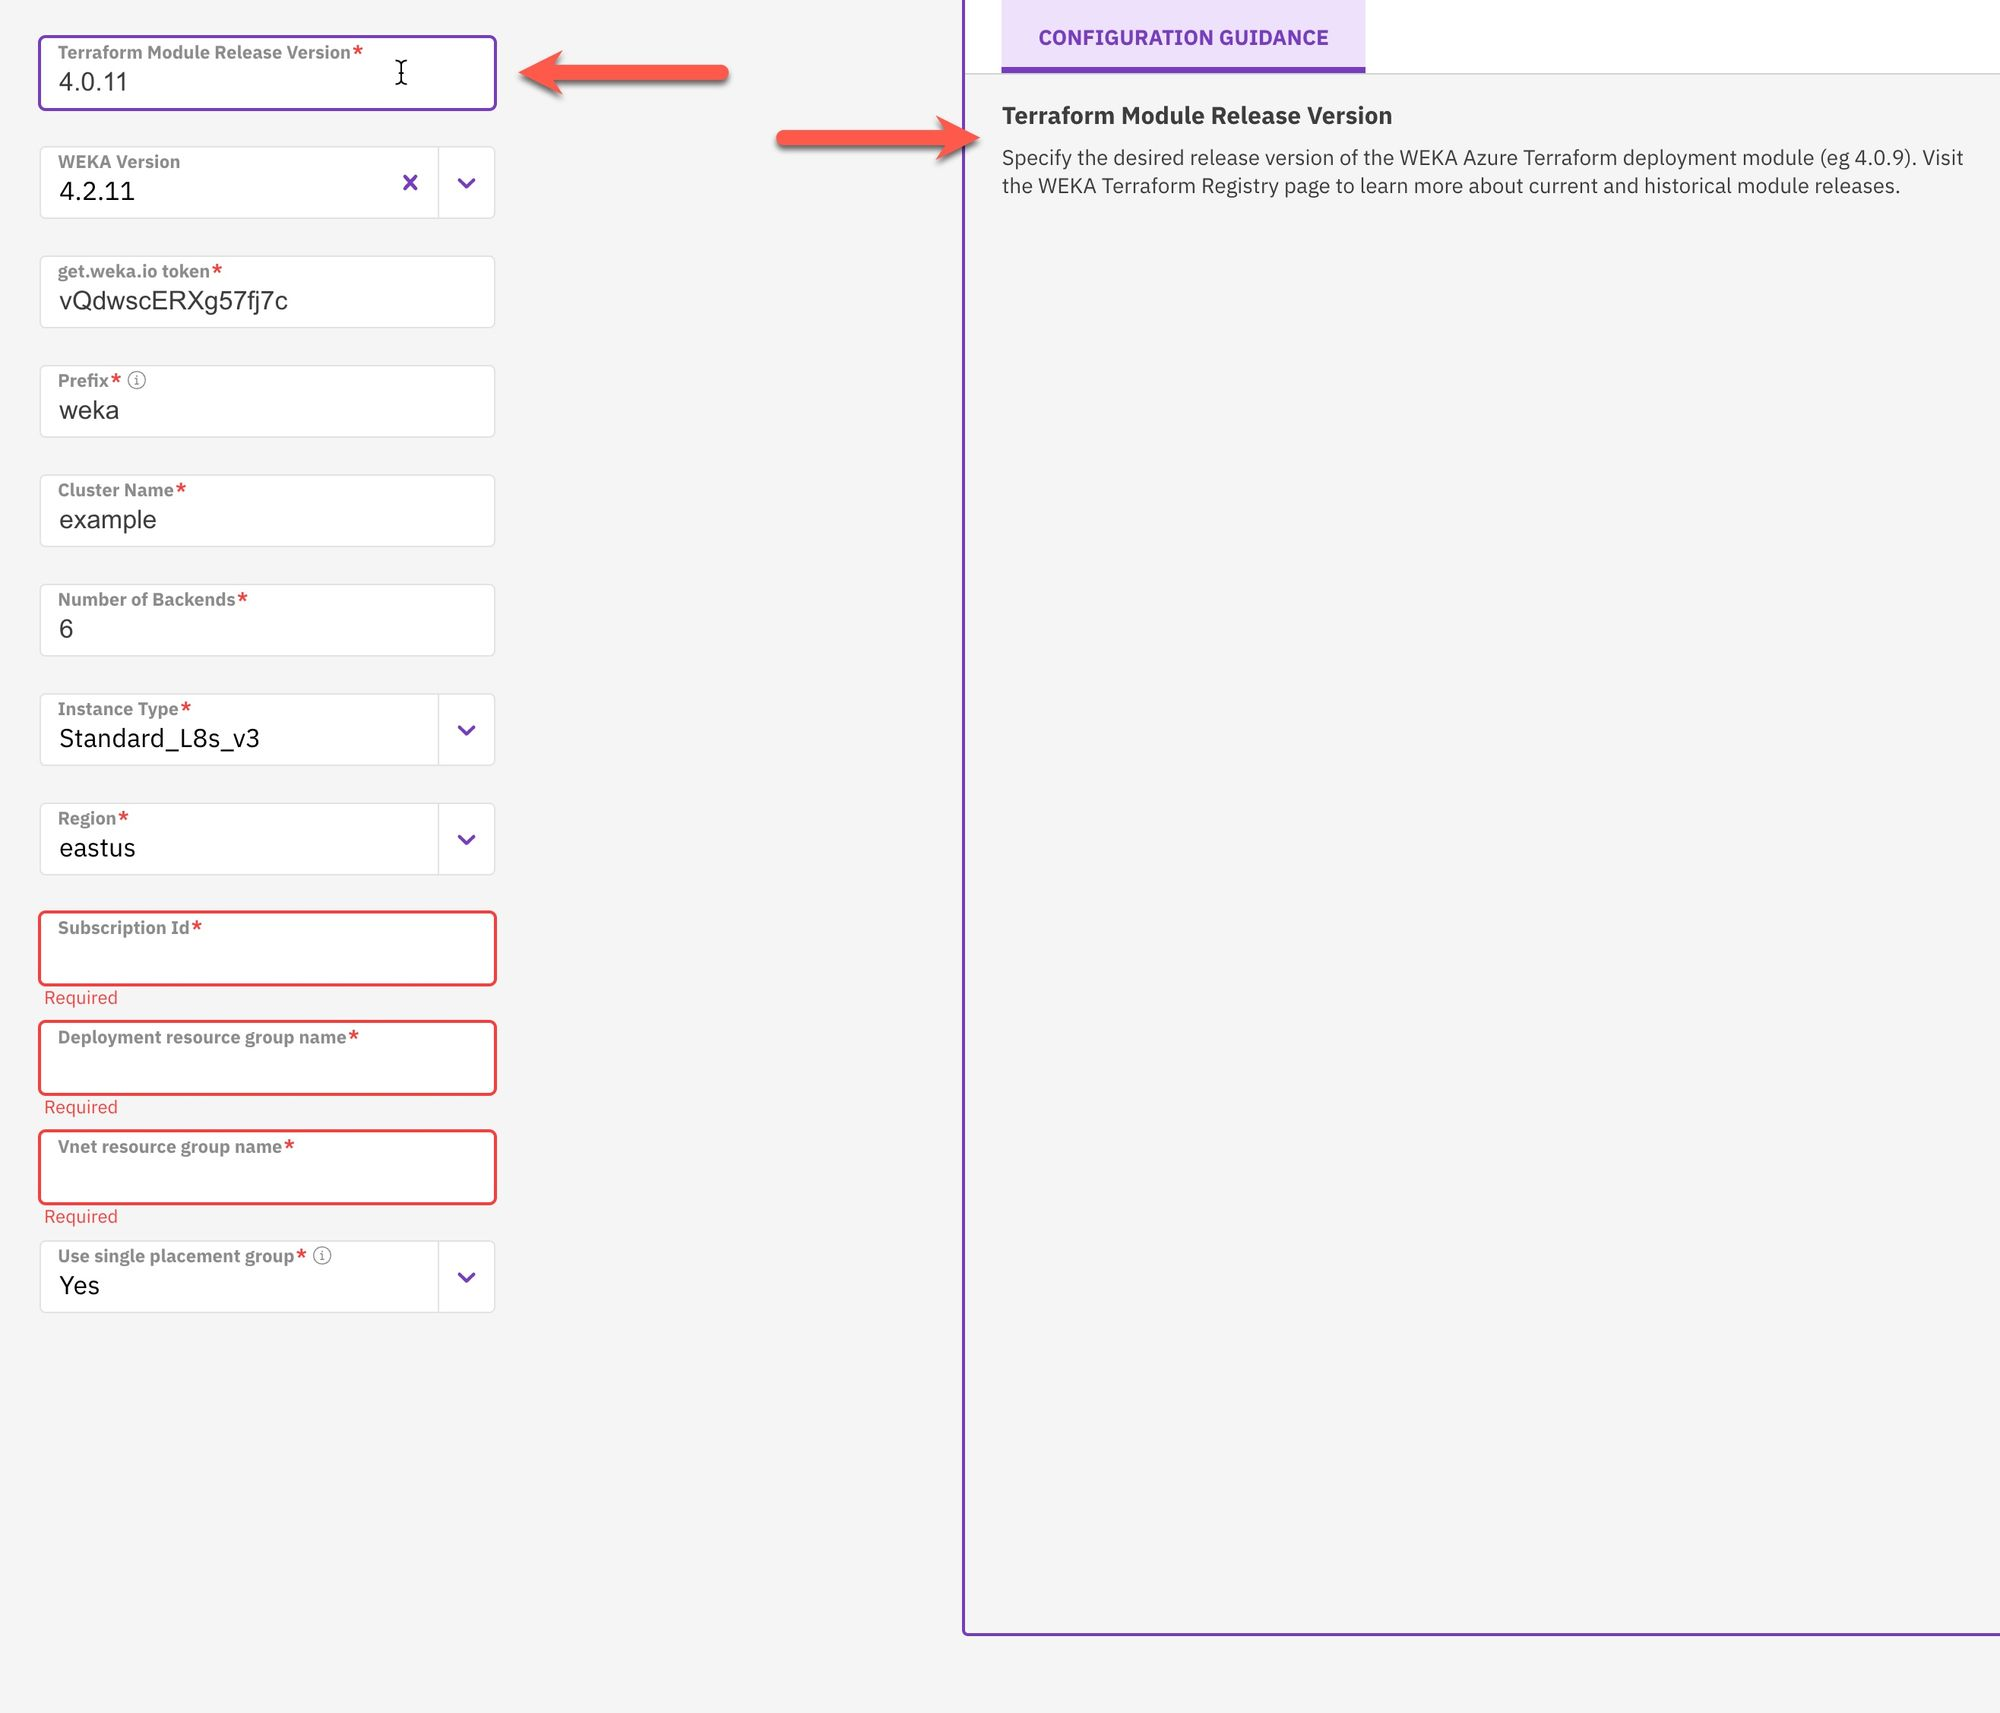 Terraform Module Release Version*
4.0.11
WEKA Version
4.2.11
get.weka.io token*
vQdwscERXg57fj7c
Prefix*
weka
Cluster Name*
example
Number of Backends*
6
Instance Type*
Standard_L8s_v3
Region*
eastus
Subscription Id*
Required
Deployment resource group name*
Required
Vnet resource group name*
Required
Use single placement group*
Yes
CONFIGURATION GUIDANCE
Terraform Module Release Version
Specify the desired release version of the WEKA Azure Terraform deployment module (eg 4.0.9). Visit
the WEKA Terraform Registry page to learn more about current and historical module releases.